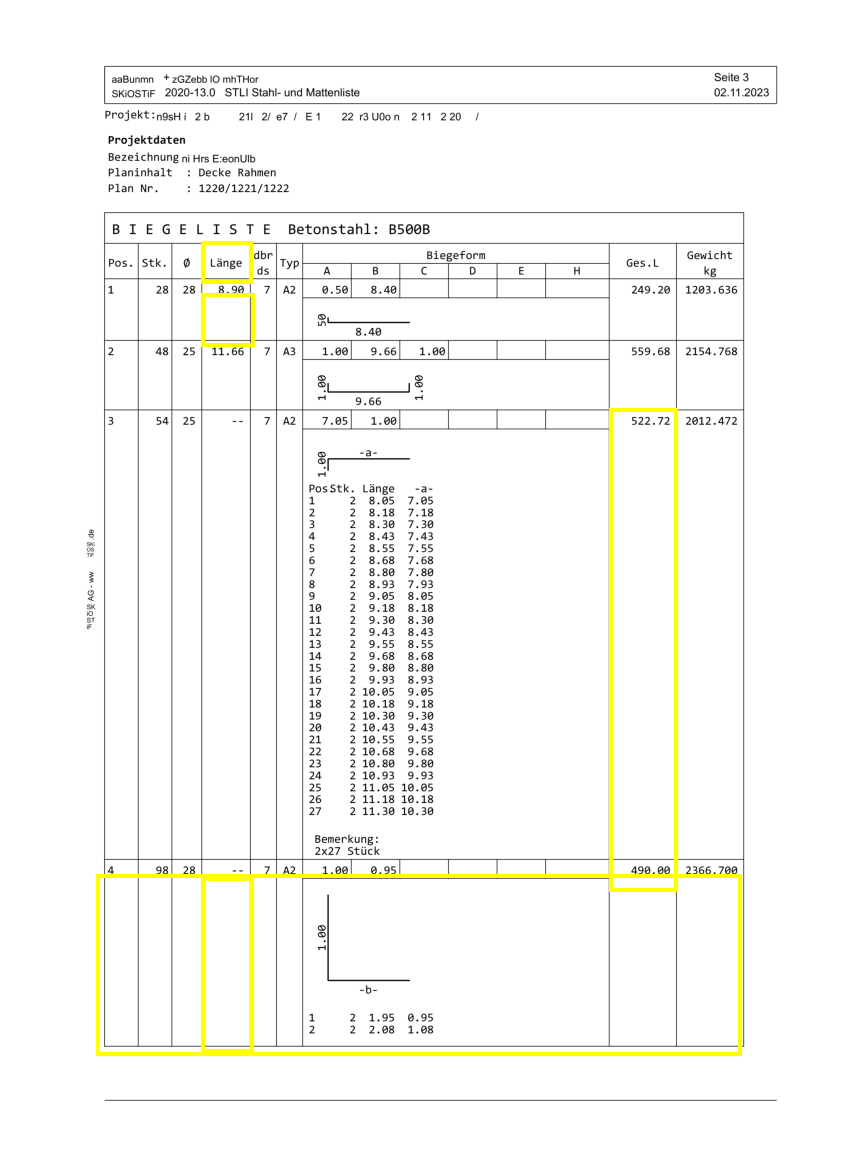 aaBunmn + zGZebb lO mhTHor Seite 3
SKiOSTiF 2020-13.0 STLI Stahl- und Mattenliste 02.11.2023
Projekt:n9sH i 2 b 21l 2/ e7 / E 1 22 r3 U0o n 2 11 2 20 /
Projektdaten
Bezeichnung ni Hrs E:eonUlb
Planinhalt : Decke Rahmen
Plan Nr. : 1220/1221/1222
B I E G E L I S T E Betonstahl: B500B
Pos. Stk. Ø Länge dbr ds Typ Biegeform Ges.L Gewicht kg
A B C D E H
1 28 28 8.90 7 A2 0.50 8.40 249.20 1203.636
50
8.40
2 48 25 11.66 7 A3 1.00 9.66 1.00 559.68 2154.768
1.00 1.00
9.66
3 54 25 -- 7 A2 7.05 1.00 522.72 2012.472
1.00 -a-
Pos Stk. Länge -a-
1 2 8.05 7.05
2 2 8.18 7.18
3 2 8.30 7.30
4 2 8.43 7.43
5 2 8.55 7.55
6 2 8.68 7.68
7 2 8.80 7.80
8 2 8.93 7.93
9 2 9.05 8.05
10 2 9.18 8.18
11 2 9.30 8.30
12 2 9.43 8.43
13 2 9.55 8.55
14 2 9.68 8.68
15 2 9.80 8.80
16 2 9.93 8.93
17 2 10.05 9.05
18 2 10.18 9.18
19 2 10.30 9.30
20 2 10.43 9.43
21 2 10.55 9.55
22 2 10.68 9.68
23 2 10.80 9.80
24 2 10.93 9.93
25 2 11.05 10.05
26 2 11.18 10.18
27 2 11.30 10.30
Bemerkung:
2x27 Stück
4 98 28 -- 7 A2 1.00 0.95 490.00 2366.700
1.00
-b-
1 2 1.95 0.95
2 2 2.08 1.08
AG - ww .de